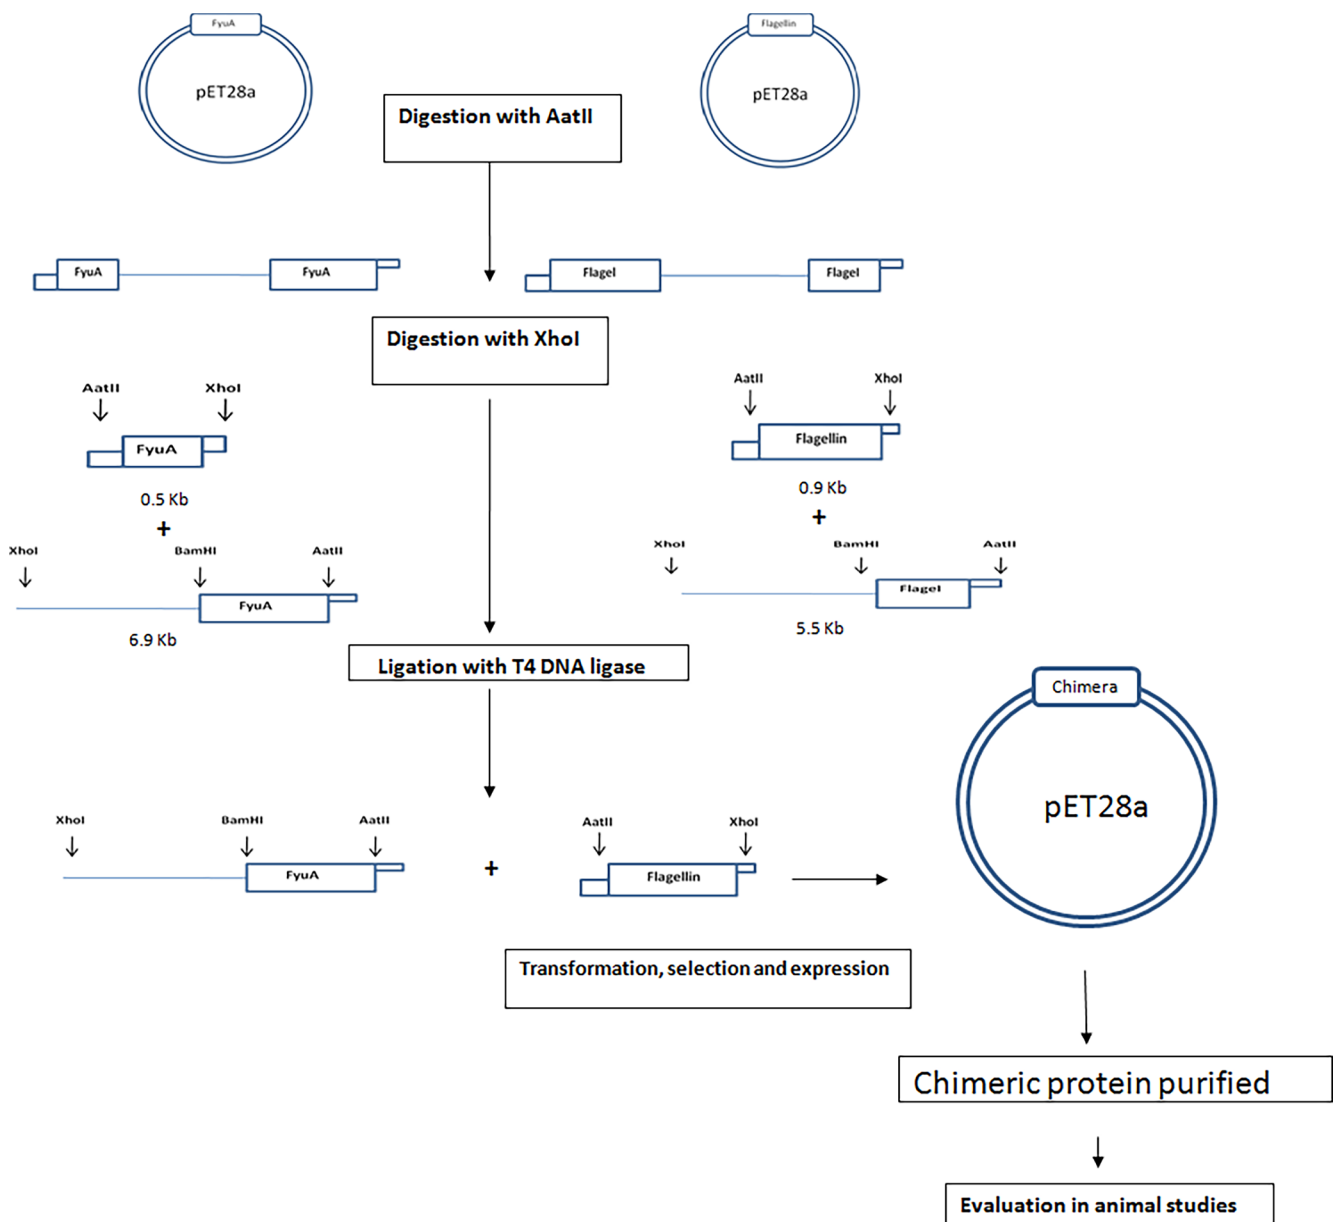 FyuA
pET28a
Flagellin
pET28a
Digestion with AatII
FyuA
FyuA
Flagel
Flagel
Digestion with XhoI
AatII
XhoI
FyuA
0.5 Kb
+
XhoI
BamHI
AatII
FyuA
6.9 Kb
AatII
XhoI
Flagellin
0.9 Kb
+
XhoI
BamHI
AatII
Flagel
5.5 Kb
Ligation with T4 DNA ligase
XhoI
BamHI
AatII
FyuA
+
AatII
XhoI
Flagellin
Chimera
pET28a
Transformation, selection and expression
Chimeric protein purified
Evaluation in animal studies